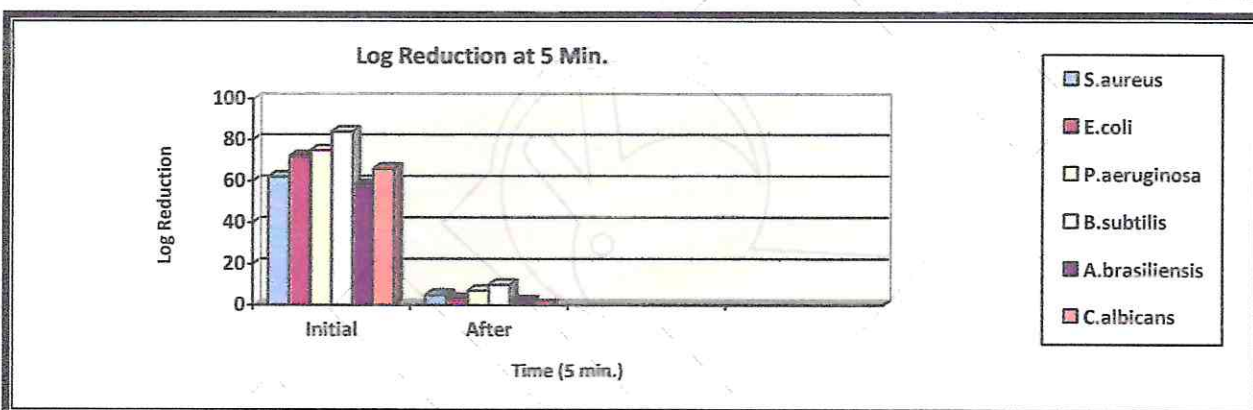 Log Reduction at 5 Min.
Log Reduction
100
80
60
40
20
0
Initial
After
Time (5 min.)
S.aureus
E.coli
P.aeruginosa
B.subtilis
A.brasiliensis
C.albicans